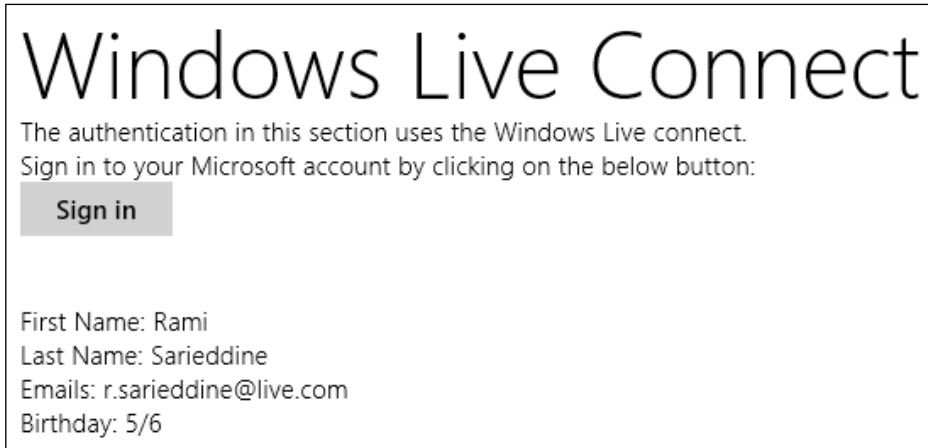 Windows Live Connect
The authentication in this section uses the Windows Live connect.
Sign in to your Microsoft account by clicking on the below button:
Sign in
First Name: Rami
Last Name: Sarieddine
Emails: r.sarieddine@live.com
Birthday: 5/6